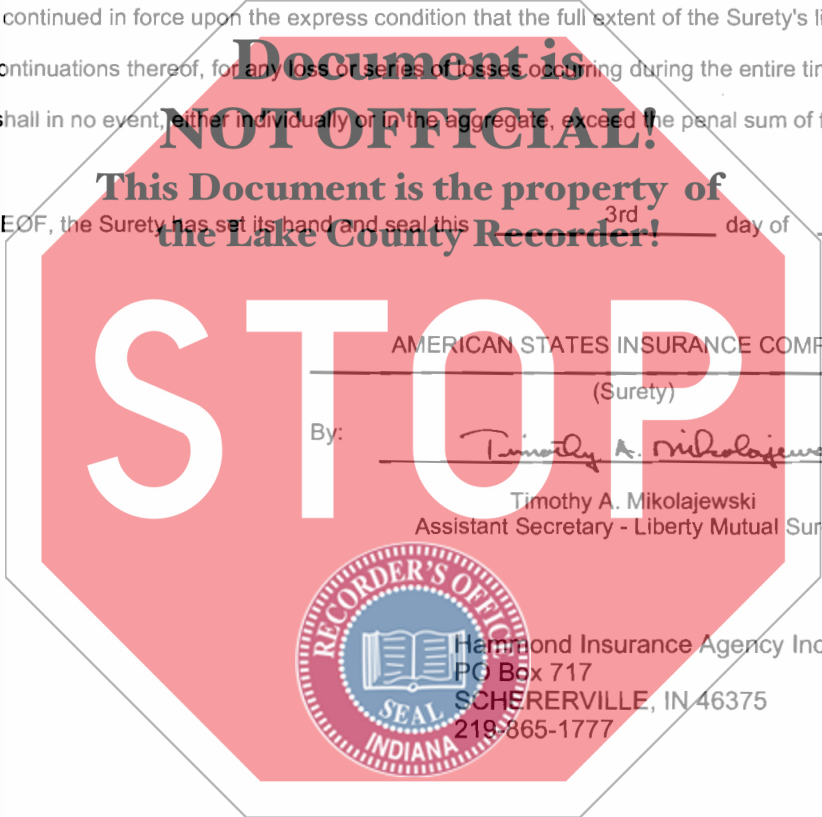 continued in force upon the express condition that the full extent of the Surety's
Document is
ontinuations thereof, for any loss or series of losses occurring during the entire
NOT OFFICIAL!
shall in no event, either individually or in the aggregate, exceed the penal sum of
This Document is the property of
EOF, the Surety has set its hand and seal this 3rd day of
the Lake County Recorder!
STOP
AMERICAN STATES INSURANCE COMP
(Surety)
By: Timothy A. Mikolajews
Timothy A. Mikolajewski
Assistant Secretary - Liberty Mutual Sur
RECORDER'S OFFICE
SEAL
INDIANA
Hammond Insurance Agency Inc
PO Box 717
SCHERERVILLE, IN 46375
219-865-1777